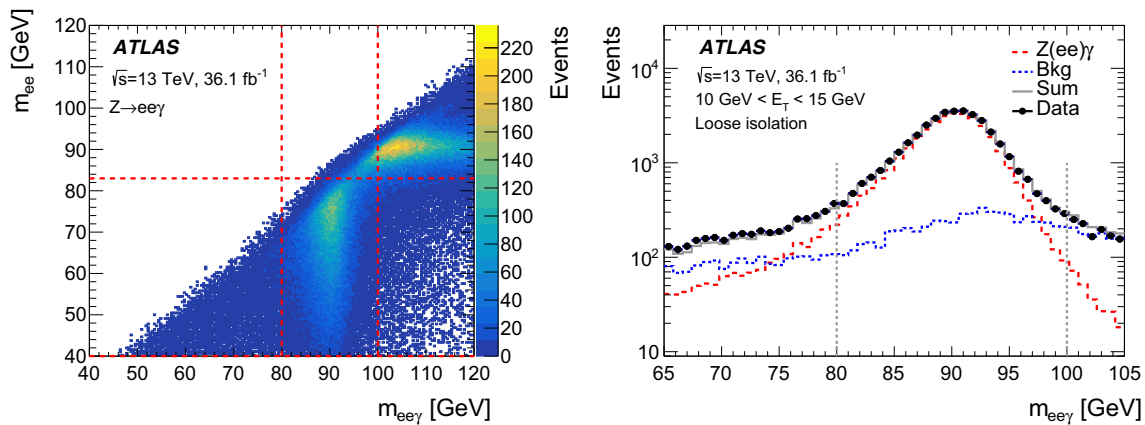 m_ee [GeV]
120
110
100
90
80
70
60
50
40
ATLAS
√s=13 TeV, 36.1 fb⁻¹
Z→eeγ
40 50 60 70 80 90 100 110 120
m_eeγ [GeV]
220
200
180
160
140
120
100
80
60
40
20
0
Events
Events
10³
10²
10
ATLAS
√s=13 TeV, 36.1 fb⁻¹
10 GeV < E_T < 15 GeV
Loose isolation
Z(ee)γ
Bkg
Sum
Data
65 70 75 80 85 90 95 100 105
m_eeγ [GeV]